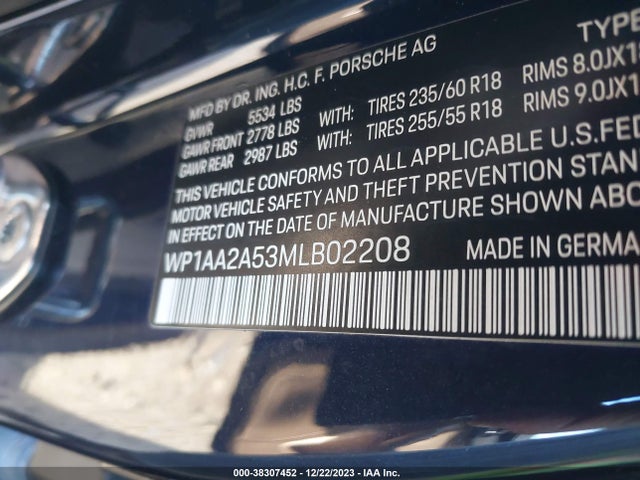 TYPE
MFD BY DR. ING. H.C. F. PORSCHE AG
GVWR 5534 LBS
GAWR FRONT 2778 LBS WITH: TIRES 235/60 R18 RIMS 8.0JX1
GAWR REAR 2987 LBS WITH: TIRES 255/55 R18 RIMS 9.0JX1
THIS VEHICLE CONFORMS TO ALL APPLICABLE U.S.FED
MOTOR VEHICLE SAFETY AND THEFT PREVENTION STAN
IN EFFECT ON THE DATE OF MANUFACTURE SHOWN ABO
WP1AA2A53MLB02208 MADE IN GERMAN
000-38307452 - 12/22/2023 - IAA Inc.